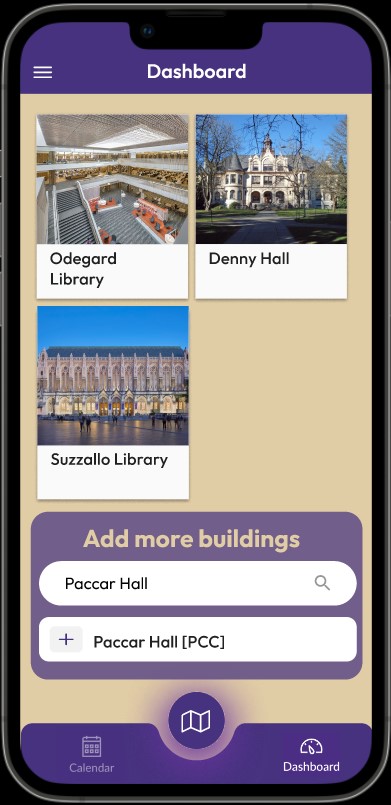 Dashboard
Odegard
Library
Denny Hall
Suzzallo Library
Add more buildings
Paccar Hall
Paccar Hall [PCC]
Calendar
Dashboard